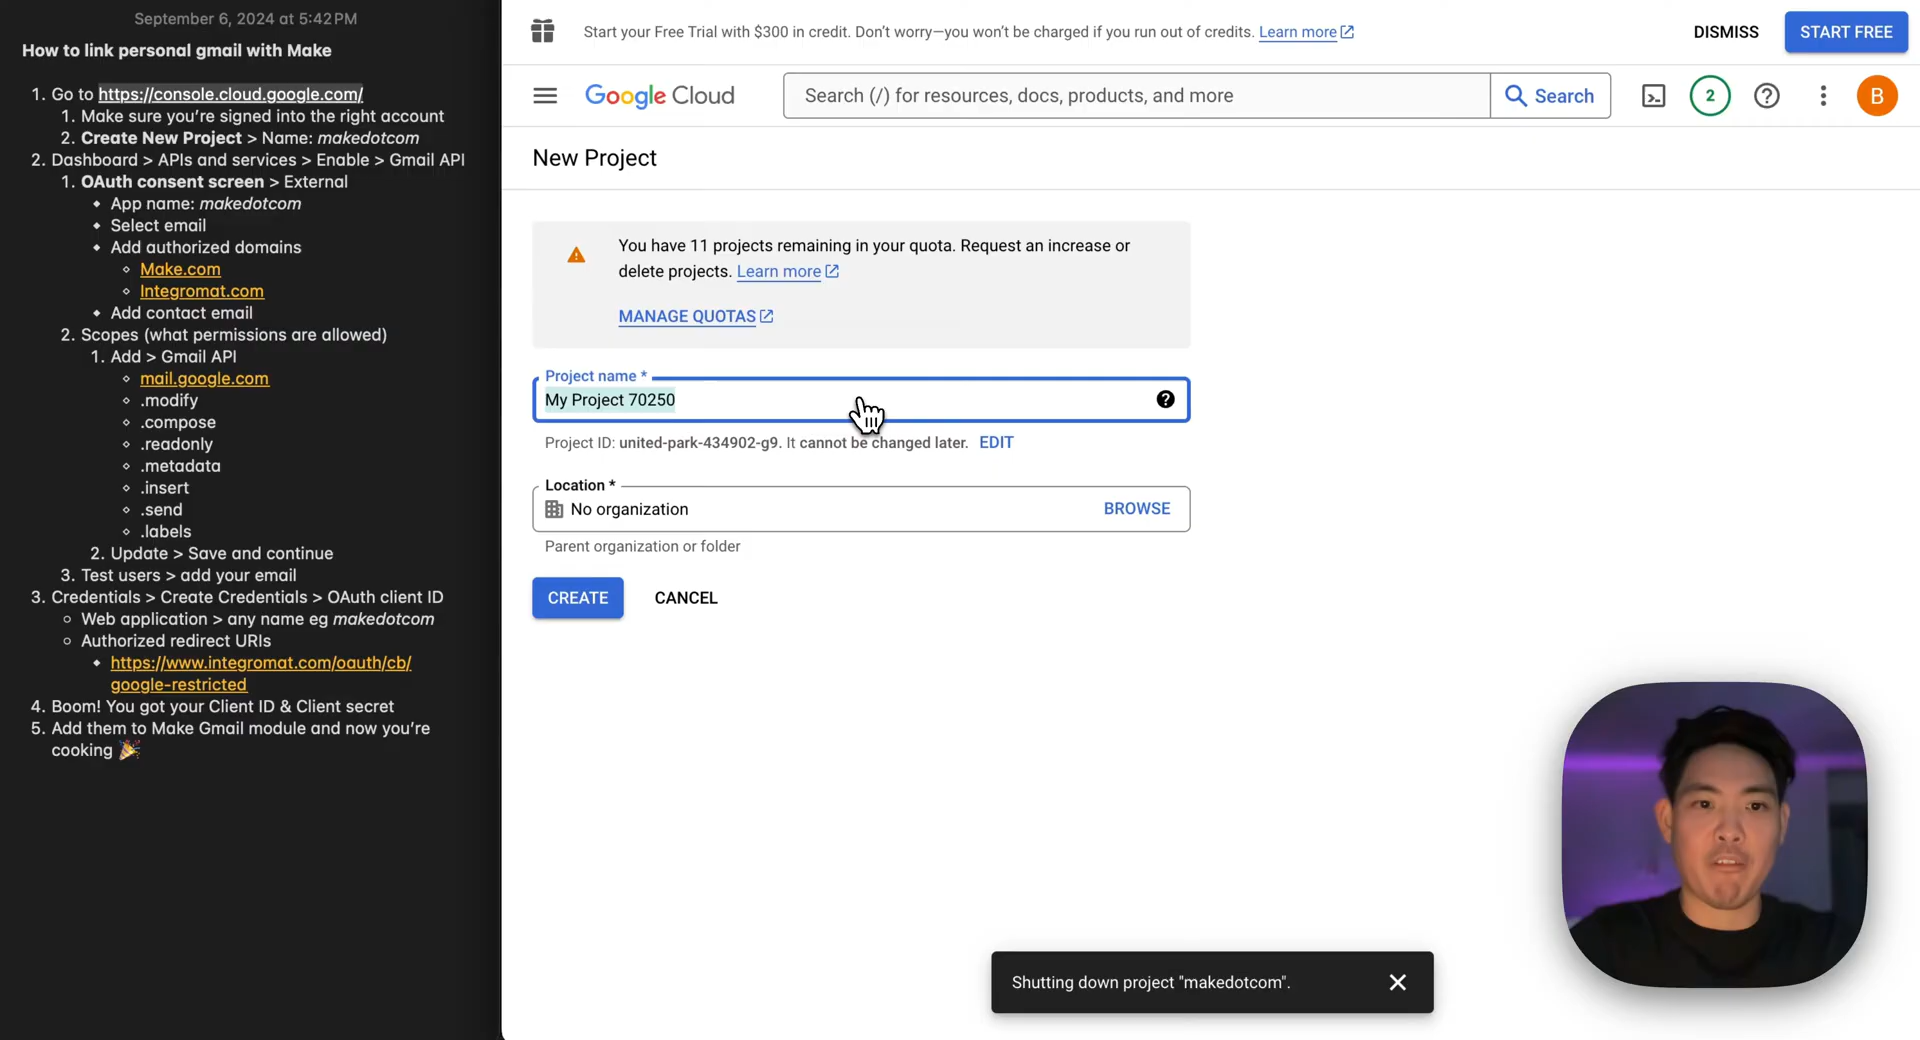 September 6, 2024 at 5:42 PM
How to link personal gmail with Make
1. Go to https://console.cloud.google.com/
1. Make sure you're signed into the right account
2. Create New Project > Name: makedotcom
2. Dashboard > APIs and services > Enable > Gmail API
1. OAuth consent screen > External
App name: makedotcom
Select email
Add authorized domains
Make.com
Integromat.com
Add contact email
2. Scopes (what permissions are allowed)
1. Add > Gmail API
mail.google.com
.modify
.compose
.readonly
.metadata
.insert
.send
.labels
2. Update > Save and continue
3. Test users > add your email
3. Credentials > Create Credentials > OAuth client ID
Web application > any name eg makedotcom
Authorized redirect URIs
https://www.integromat.com/oauth/cb/
google-restricted
4. Boom! You got your Client ID & Client secret
5. Add them to Make Gmail module and now you're
cooking 🎉
Start your Free Trial with $300 in credit. Don't worry—you won't be charged if you run out of credits. Learn more
DISMISS
START FREE
Google Cloud
Search (/) for resources, docs, products, and more
Search
2
B
New Project
You have 11 projects remaining in your quota. Request an increase or
delete projects. Learn more
MANAGE QUOTAS
Project name *
My Project 70250
Project ID: united-park-434902-g9. It cannot be changed later. EDIT
Location *
No organization
BROWSE
Parent organization or folder
CREATE
CANCEL
Shutting down project "makedotcom".